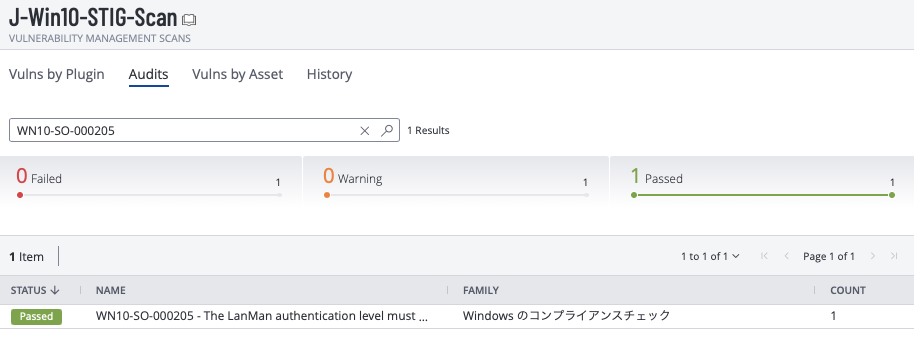 J-Win10-STIG-Scan
VULNERABILITY MANAGEMENT SCANS
Vulns by Plugin Audits Vulns by Asset History
WN10-SO-000205 1 Results
0 Failed 1 0 Warning 1 1 Passed 1
1 Item 1 to 1 of 1 Page 1 of 1
STATUS NAME FAMILY COUNT
Passed WN10-SO-000205 - The LanMan authentication level must ... Windows のコンプライアンスチェック 1